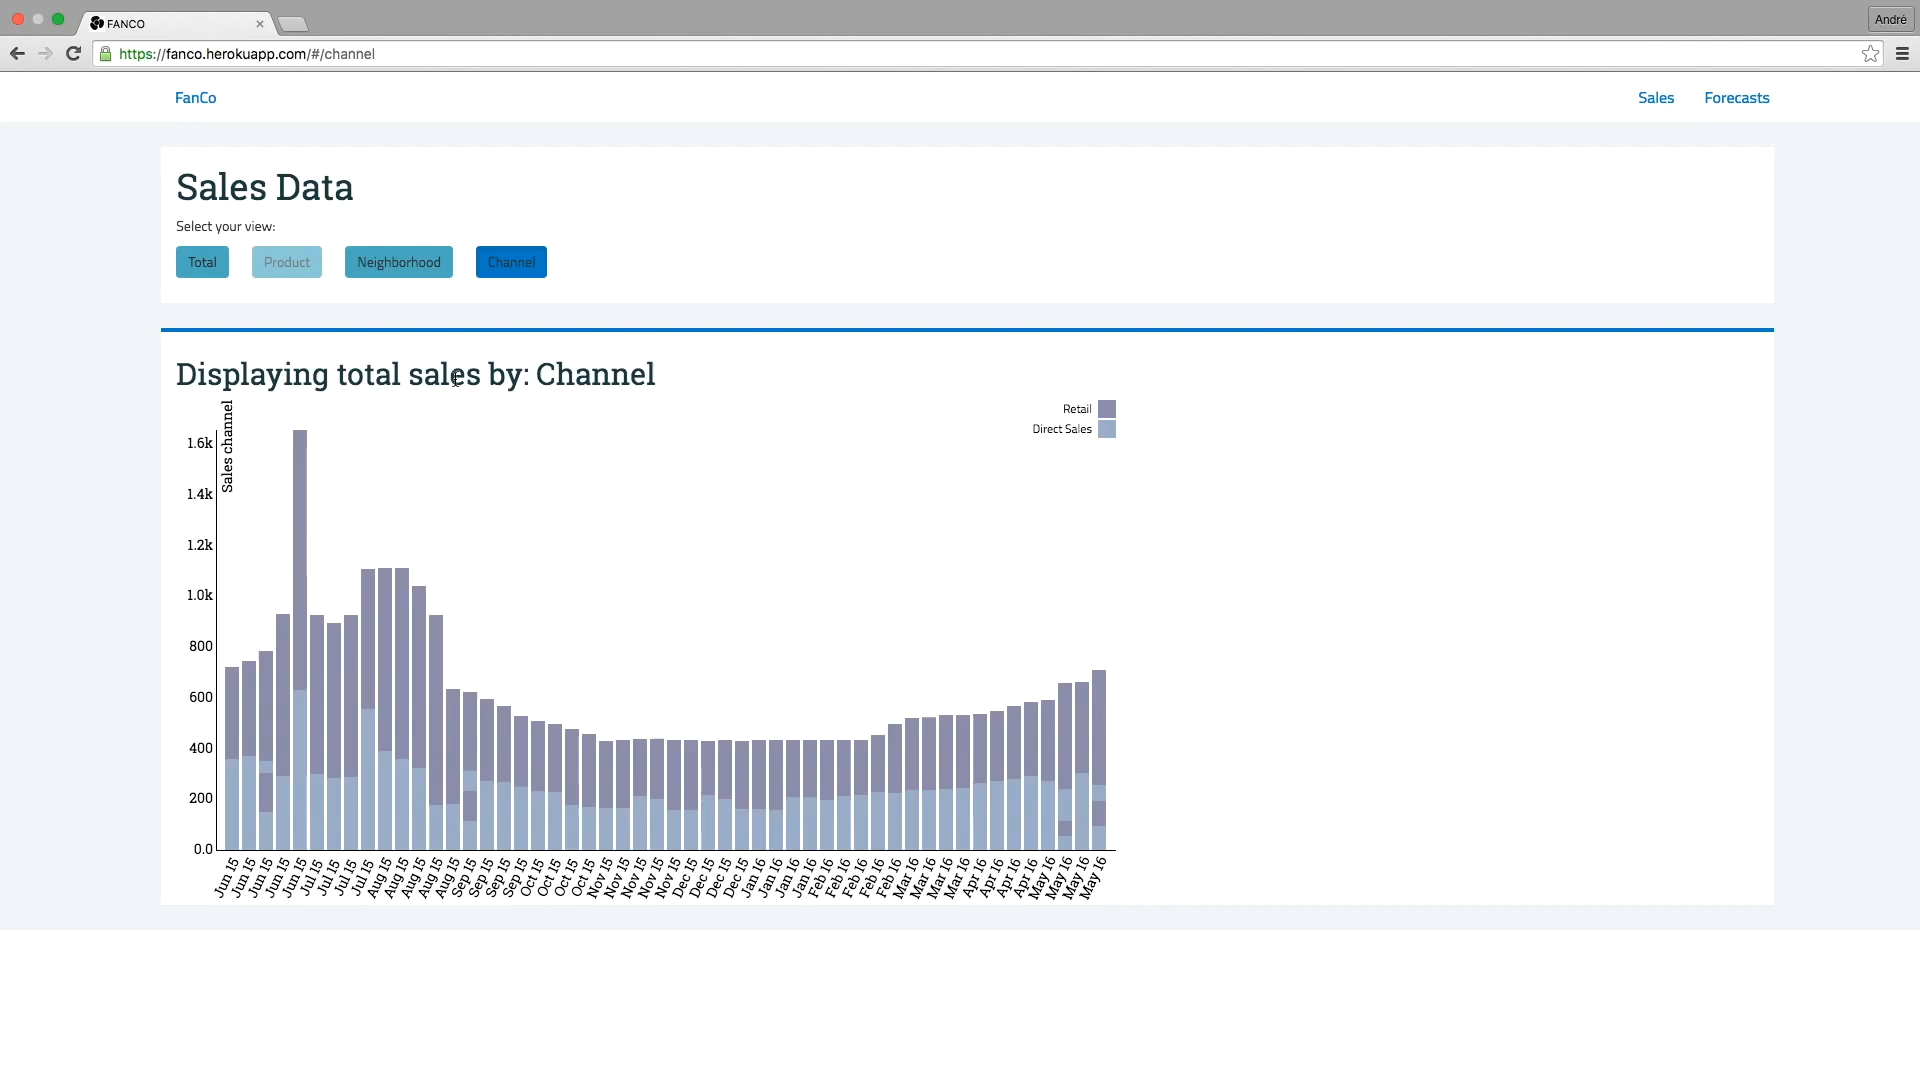 FANCO
André
https://fanco.herokuapp.com/#/channel
FanCo
Sales
Forecasts
Sales Data
Select your view:
Total
Product
Neighborhood
Channel
Displaying total sales by: Channel
Sales channel
Retail
Direct Sales
1.6k
1.4k
1.2k
1.0k
800
600
400
200
0.0
Jun 15
Jun 15
Jun 15
Jun 15
Jun 15
Jul 15
Jul 15
Jul 15
Jul 15
Aug 15
Aug 15
Aug 15
Aug 15
Aug 15
Sep 15
Sep 15
Sep 15
Sep 15
Oct 15
Oct 15
Oct 15
Oct 15
Nov 15
Nov 15
Nov 15
Nov 15
Nov 15
Dec 15
Dec 15
Dec 15
Dec 15
Jan 16
Jan 16
Jan 16
Jan 16
Feb 16
Feb 16
Feb 16
Feb 16
Feb 16
Mar 16
Mar 16
Mar 16
Mar 16
Apr 16
Apr 16
Apr 16
Apr 16
May 16
May 16
May 16
May 16